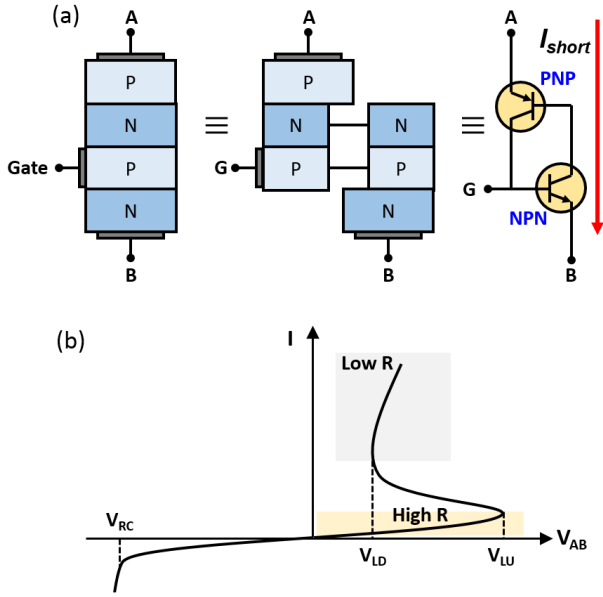 (a)
A
P
N
P
N
Gate
B
≡
P
N
N
P
P
G
N
B
≡
A
I_short
PNP
G
NPN
B
(b)
I
Low R
High R
V_RC
V_LD
V_LU
V_AB